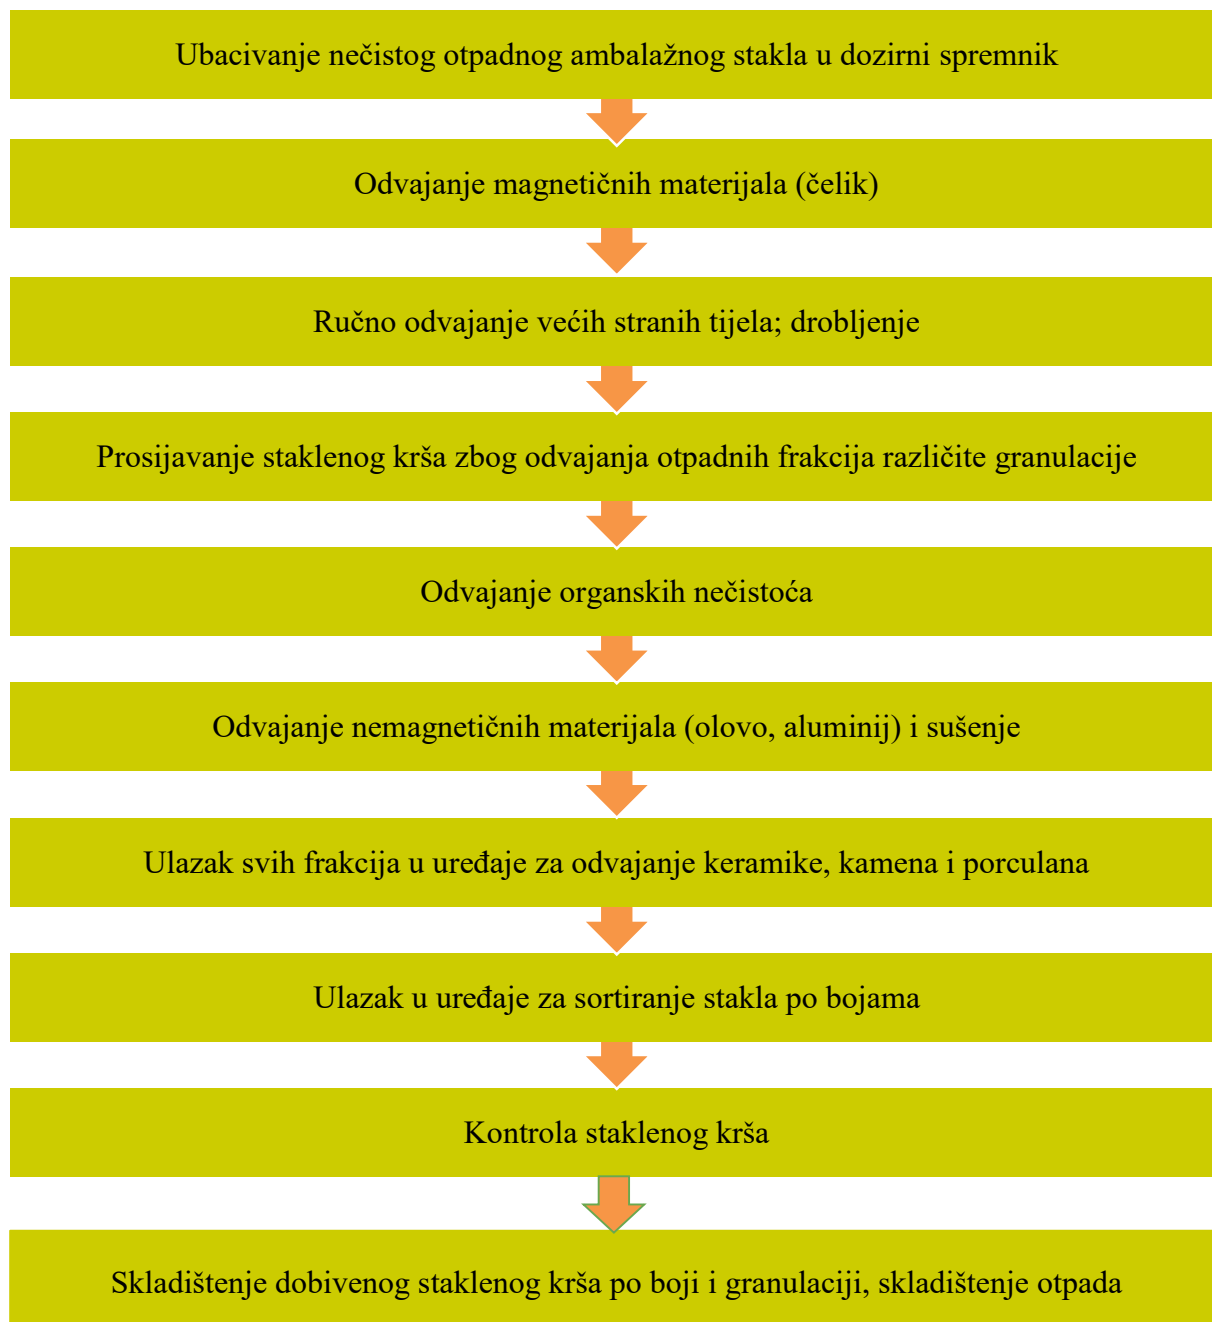 Ubacivanje nečistog otpadnog ambalažnog stakla u dozirni spremnik
Odvajanje magnetičnih materijala (čelik)
Ručno odvajanje većih stranih tijela; drobljenje
Prosijavanje staklenog krša zbog odvajanja otpadnih frakcija različite granulacije
Odvajanje organskih nečistoća
Odvajanje nemagnetičnih materijala (olovo, aluminij) i sušenje
Ulazak svih frakcija u uređaje za odvajanje keramike, kamena i porculana
Ulazak u uređaje za sortiranje stakla po bojama
Kontrola staklenog krša
Skladištenje dobivenog staklenog krša po boji i granulaciji, skladištenje otpada